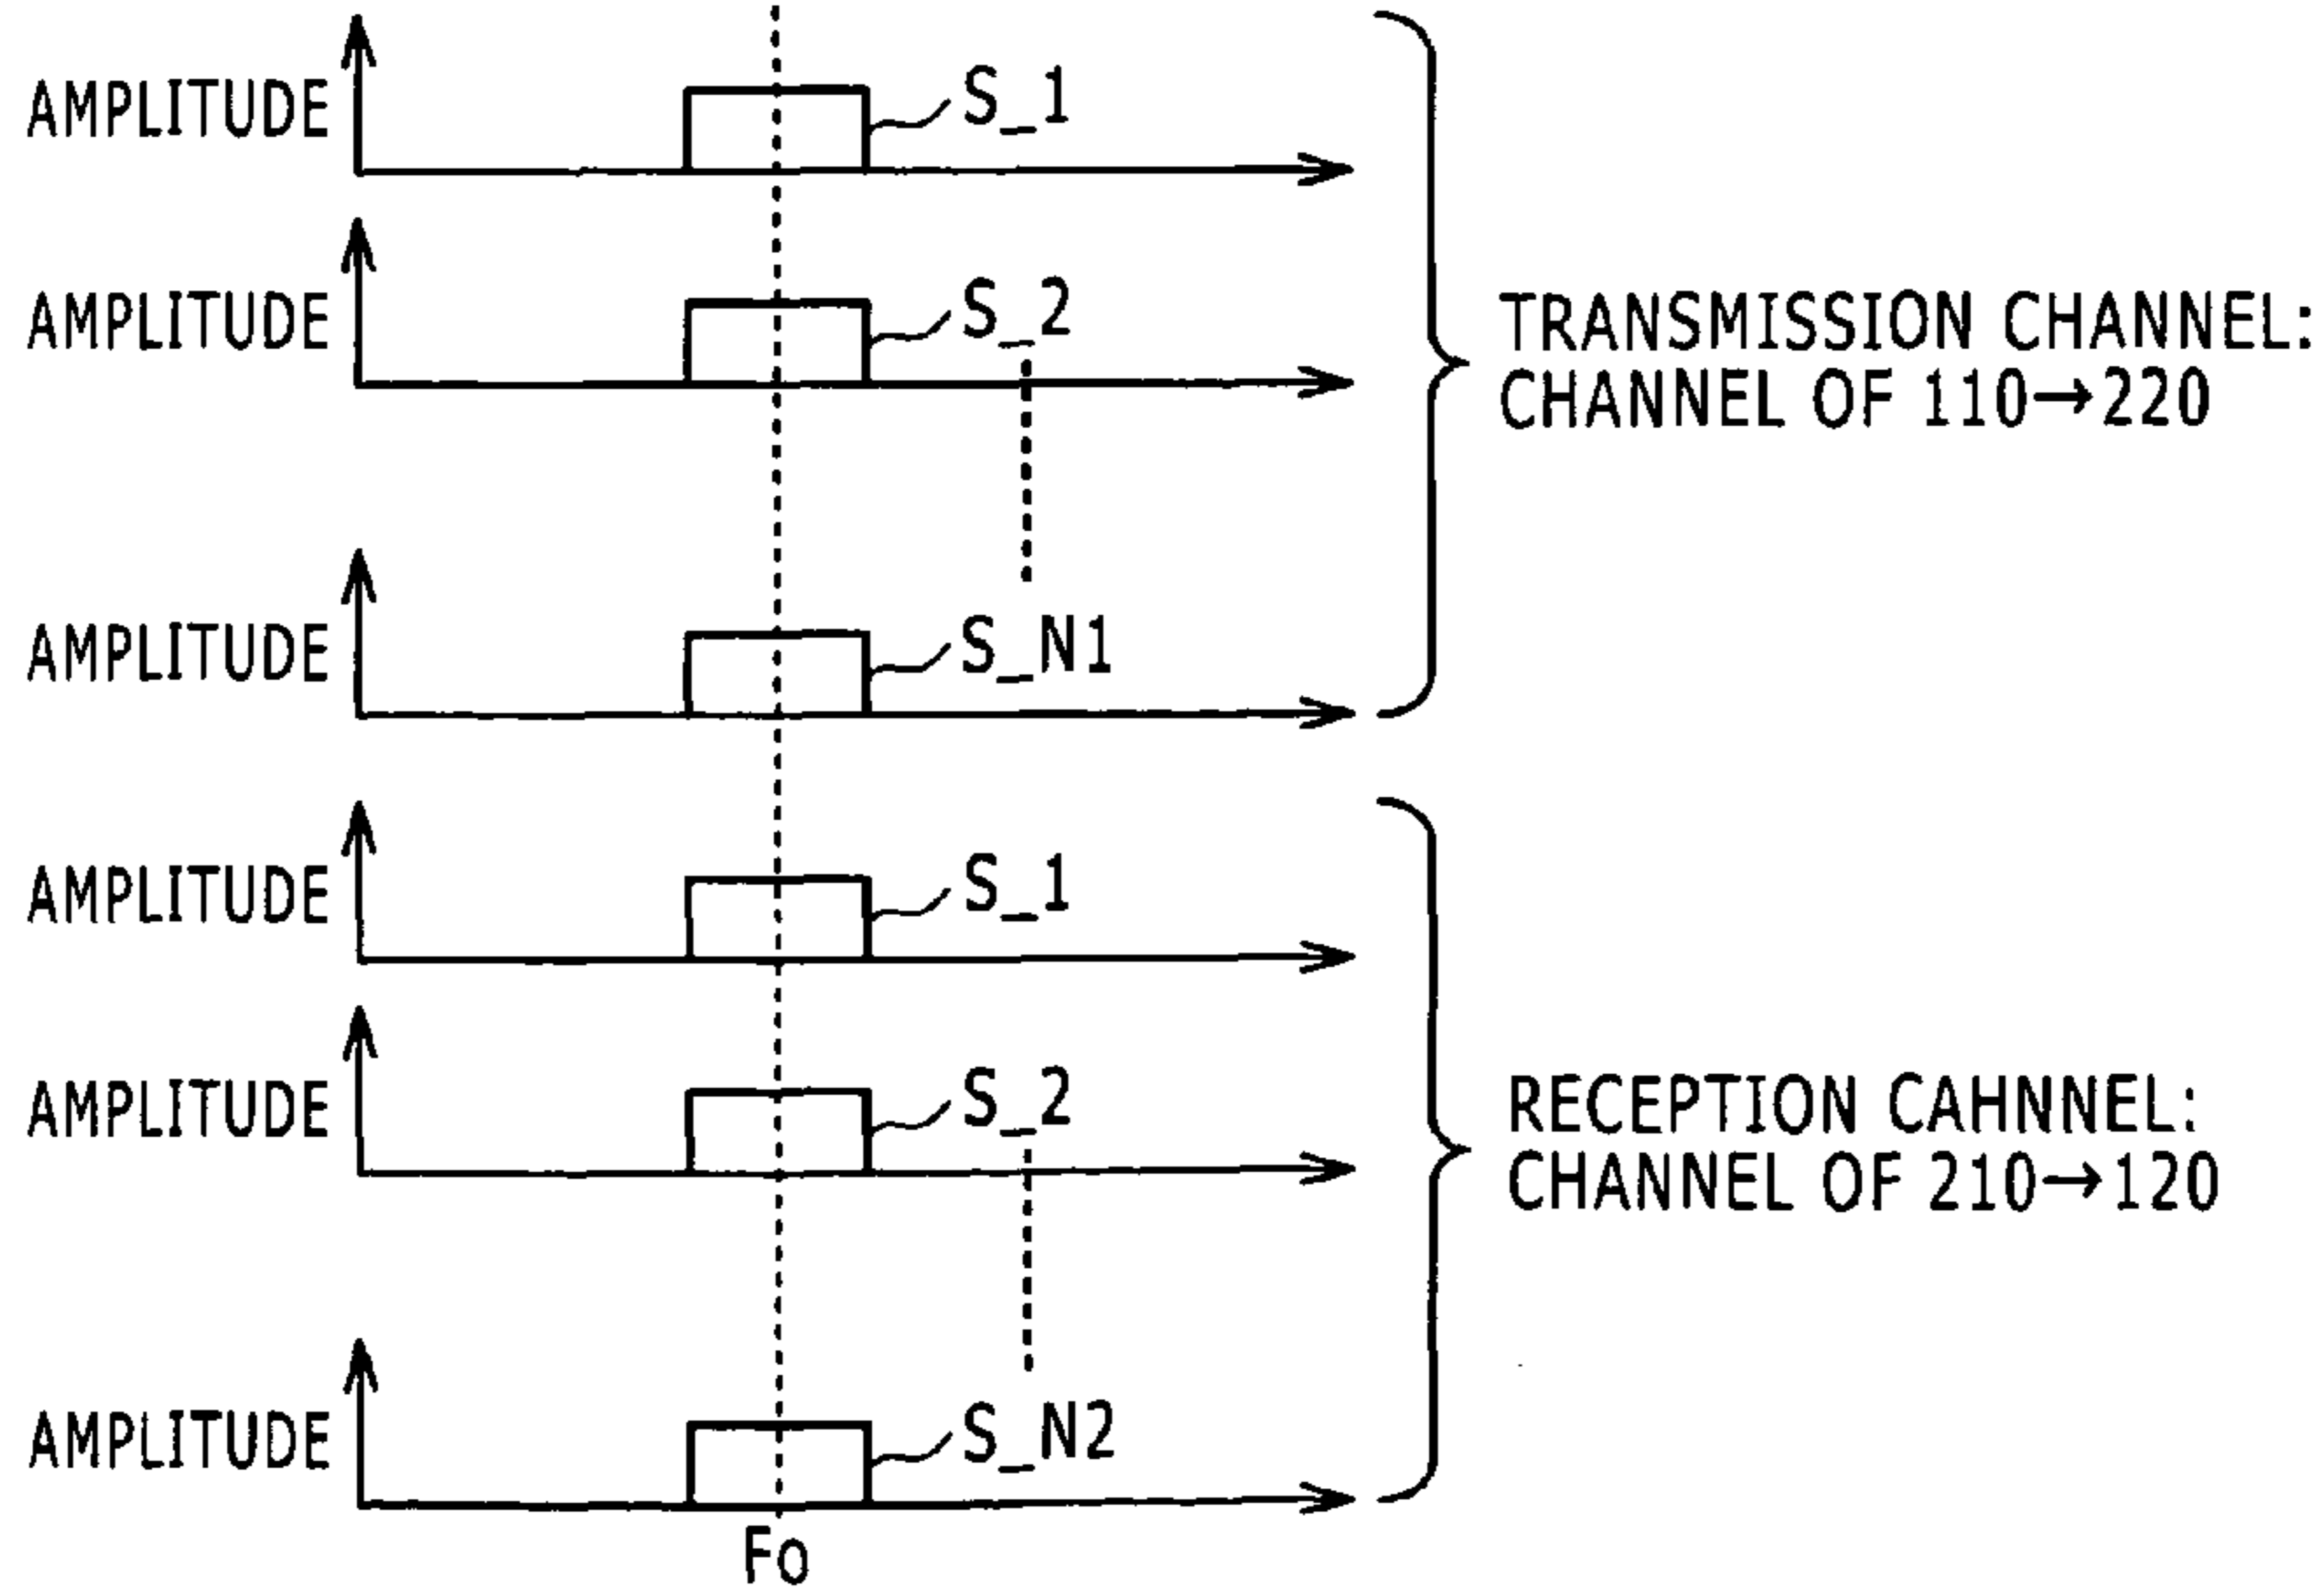 AMPLITUDE
S_1
AMPLITUDE
S_2
TRANSMISSION CHANNEL:
CHANNEL OF 110→220
AMPLITUDE
S_N1
AMPLITUDE
S_1
AMPLITUDE
S_2
RECEPTION CAHNNEL:
CHANNEL OF 210→120
AMPLITUDE
S_N2
Fo